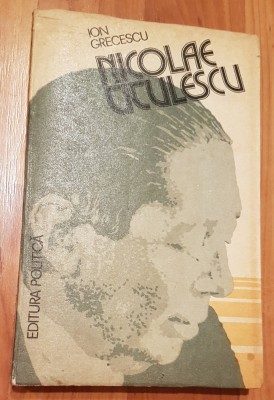 ION
GRECESCU
NICOLAE
TITULESCU
EDITURA POLITICĂ